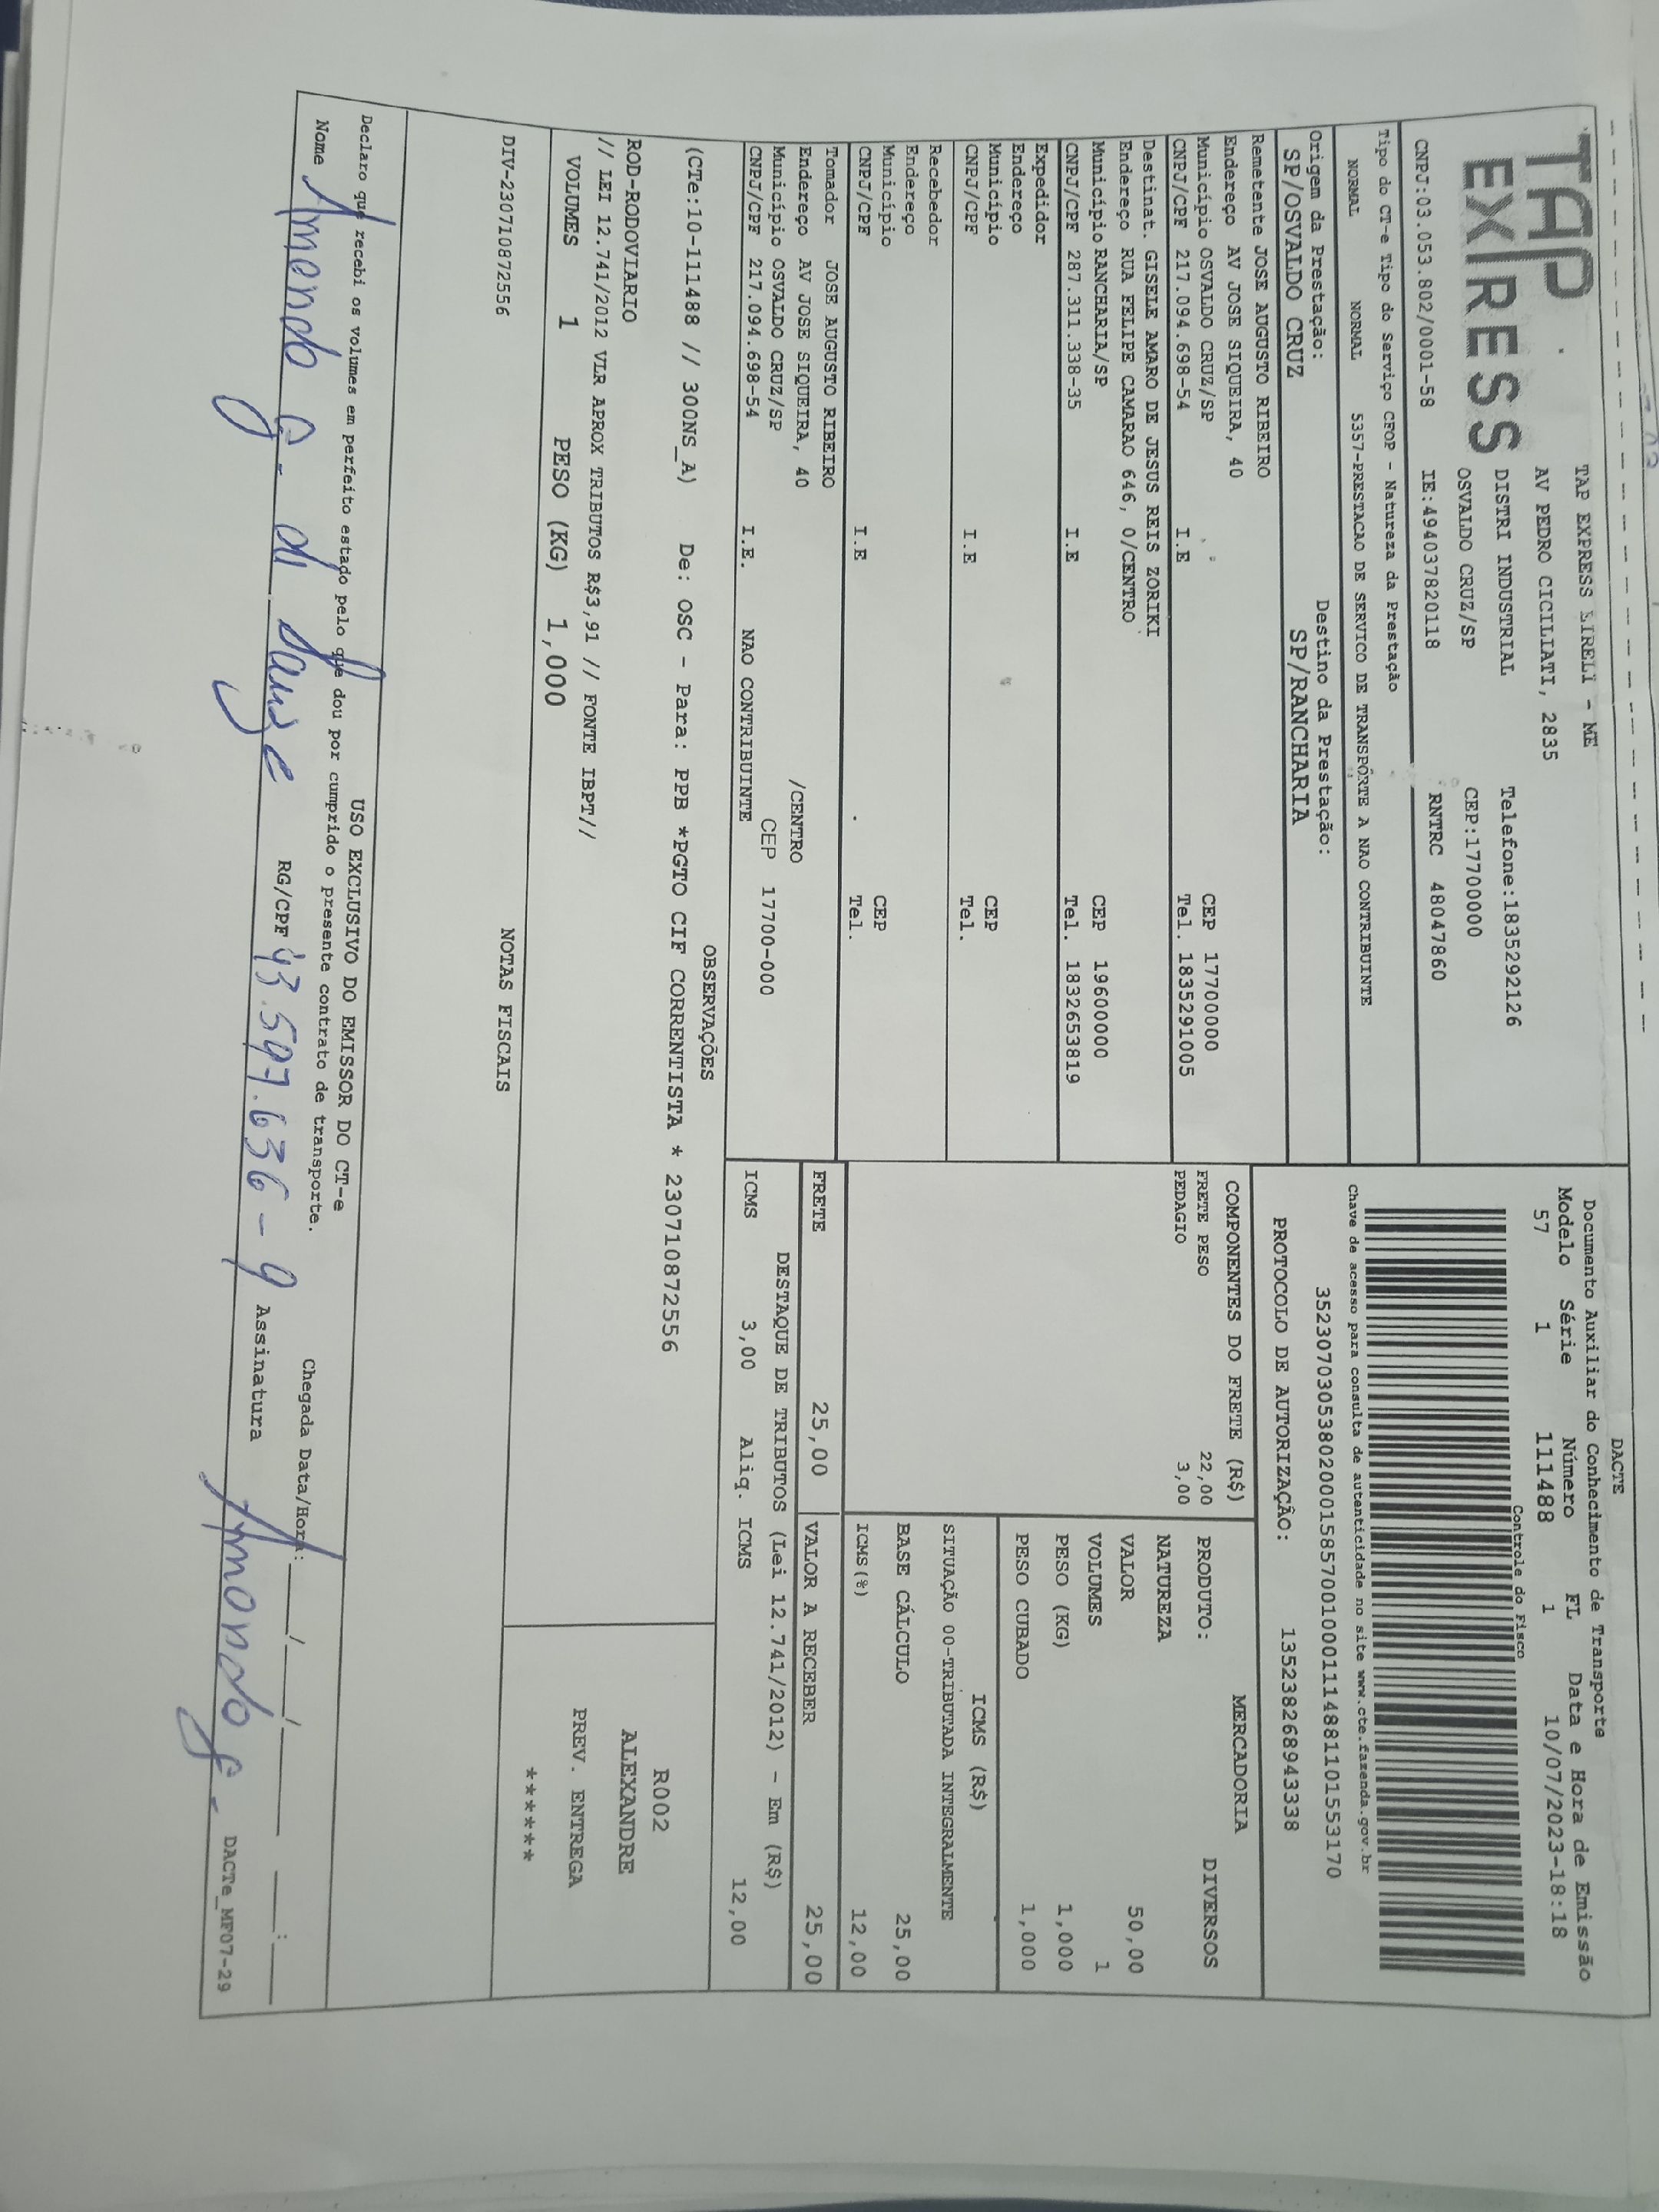 TAP EXPRESS
TAP EXPRESS EIRELI - ME
AV PEDRO CICILIATI, 2835
DISTRI INDUSTRIAL Telefone:1835292126
OSVALDO CRUZ/SP CEP:17700000
CNPJ:03.053.802/0001-58 IE:494037820118 RNTRC 48047860
Tipo do CT-e Tipo do Serviço CFOP - Natureza da Prestação
NORMAL NORMAL 5357-PRESTACAO DE SERVICO DE TRANSPORTE A NAO CONTRIBUINTE
Origem da Prestação: Destino da Prestação:
SP/OSVALDO CRUZ SP/RANCHARIA
DACTE
Documento Auxiliar do Conhecimento de Transporte
Modelo Série Número FL Data e Hora de Emissão
57 1 111488 1 10/07/2023-18:18
Controle do Fisco
Chave de acesso para consulta de autenticidade no site www.cte.fazenda.gov.br
35230703053802000158570010001114881101553170
PROTOCOLO DE AUTORIZAÇÃO: 135238268943338
Remetente JOSE AUGUSTO RIBEIRO
Endereço AV JOSE SIQUEIRA, 40
Município OSVALDO CRUZ/SP CEP 17700000
CNPJ/CPF 217.094.698-54 I.E Tel. 1835291005
Destinat. GISELE AMARO DE JESUS REIS ZORIKI
Endereço RUA FELIPE CAMARAO 646, 0/CENTRO
Município RANCHARIA/SP CEP 19600000
CNPJ/CPF 287.311.338-35 I.E Tel. 1832653819
Expedidor
Endereço
Município CEP
CNPJ/CPF I.E Tel.
Recebedor
Endereço
Município CEP
CNPJ/CPF I.E Tel.
Tomador JOSE AUGUSTO RIBEIRO
Endereço AV JOSE SIQUEIRA, 40 /CENTRO
Município OSVALDO CRUZ/SP CEP 17700-000
CNPJ/CPF 217.094.698-54 I.E. NAO CONTRIBUINTE
COMPONENTES DO FRETE (R$)
FRETE PESO 22,00
PEDAGIO 3,00
MERCADORIA
PRODUTO: DIVERSOS
NATUREZA
VALOR 50,00
VOLUMES 1
PESO (KG) 1,000
PESO CUBADO 1,000
ICMS (R$)
SITUAÇÃO 00-TRIBUTADA INTEGRALMENTE
BASE CÁLCULO 25,00
ICMS(%) 12,00
FRETE 25,00 VALOR A RECEBER 25,00
DESTAQUE DE TRIBUTOS (Lei 12.741/2012) - Em (R$)
ICMS 3,00 Aliq. ICMS 12,00
OBSERVAÇÕES
(CTe:10-111488 // 300NS_A) De: OSC - Para: PPB *PGTO CIF CORRENTISTA * 230710872556
ROD-RODOVIARIO
// LEI 12.741/2012 VLR APROX TRIBUTOS R$3,91 // FONTE IBPT//
VOLUMES 1 PESO (KG) 1,000
R002
ALEXANDRE
PREV. ENTREGA
******
NOTAS FISCAIS
DIV-230710872556
USO EXCLUSIVO DO EMISSOR DO CT-e
Declaro que recebi os volumes em perfeito estado pelo que dou por cumprido o presente contrato de transporte.
Chegada Data/Hora: ___/___/_____ ___:___
Nome RG/CPF 43.597.636-9 Assinatura
DACTe_MF07-29